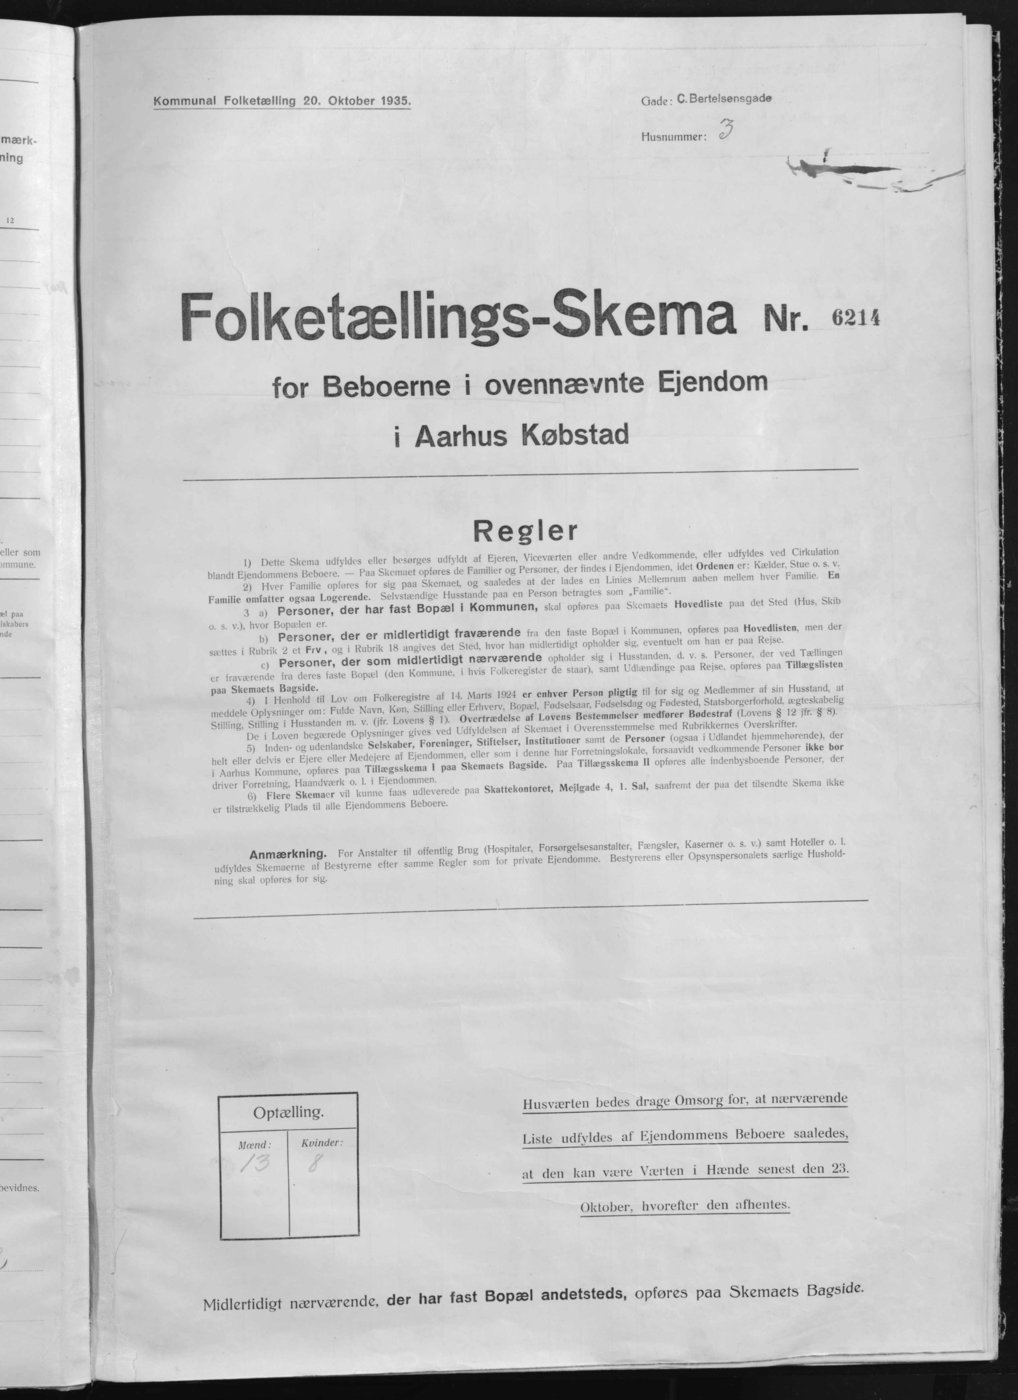 mærk-
ning
12
eller som
ommune.
el paa
lskabers
nde
bevidnes.
Kommunal Folketælling 20. Oktober 1935.
Gade: C. Bertelsensgade
Husnummer: 3
Folketællings-Skema Nr. 6214
for Beboerne i ovennævnte Ejendom
i Aarhus Købstad
Regler
1) Dette Skema udfyldes eller besørges udfyldt af Ejeren, Viceværten eller andre Vedkommende, eller udfyldes ved Cirkulation
blandt Ejendommens Beboere. — Paa Skemaet opføres de Familier og Personer, der findes i Ejendommen, idet Ordenen er: Kælder, Stue o. s. v.
2) Hver Familie opføres for sig paa Skemaet, og saaledes at der lades en Linies Mellemrum aaben mellem hver Familie. En
Familie omfatter ogsaa Logerende. Selvstændige Husstande paa en Person betragtes som „Familie“.
3 a) Personer, der har fast Bopæl i Kommunen, skal opføres paa Skemaets Hovedliste paa det Sted (Hus, Skib
o. s. v.), hvor Bopælen er.
b) Personer, der er midlertidigt fraværende fra den faste Bopæl i Kommunen, opføres paa Hovedlisten, men der
sættes i Rubrik 2 et Frv., og i Rubrik 18 angives det Sted, hvor han midlertidigt opholder sig, eventuelt om han er paa Rejse.
c) Personer, der som midlertidigt nærværende opholder sig i Husstanden, d. v. s. Personer, der ved Tællingen
er fraværende fra deres faste Bopæl (den Kommune, i hvis Folkeregister de staar), samt Udlændinge paa Rejse, opføres paa Tillægslisten
paa Skemaets Bagside.
4) I Henhold til Lov om Folkeregistre af 14. Marts 1924 er enhver Person pligtig til for sig og Medlemmer af sin Husstand, at
meddele Oplysninger om: Fulde Navn, Køn, Stilling eller Erhverv, Bopæl, Fødselsaar, Fødselsdag og Fødested, Statsborgerforhold, ægteskabelig
Stilling, Stilling i Husstanden m. v. (jfr. Lovens § 1). Overtrædelse af Lovens Bestemmelser medfører Bødestraf (Lovens § 12 jfr. § 8).
De i Loven begærede Oplysninger gives ved Udfyldelsen af Skemaet i Overensstemmelse med Rubrikkernes Overskrifter.
5) Inden- og udenlandske Selskaber, Foreninger, Stiftelser, Institutioner samt de Personer (ogsaa i Udlandet hjemmehørende), der
helt eller delvis er Ejere eller Medejere af Ejendommen, eller som i denne har Forretningslokale, forsaavidt vedkommende Personer ikke bor
i Aarhus Kommune, opføres paa Tillægsskema I paa Skemaets Bagside. Paa Tillægsskema II opføres alle indenbysboende Personer, der
driver Forretning, Haandværk o. l. i Ejendommen.
6) Flere Skemaer vil kunne faas udleverede paa Skattekontoret, Mejlgade 4, 1. Sal, saafremt der paa det tilsendte Skema ikke
er tilstrækkelig Plads til alle Ejendommens Beboere.
Anmærkning. For Anstalter til offentlig Brug (Hospitaler, Forsørgelsesanstalter, Fængsler, Kaserner o. s. v.) samt Hoteller o. l.
udfyldes Skemaerne af Bestyrerne efter samme Regler som for private Ejendomme. Bestyrerens eller Opsynspersonalets særlige Hushold-
ning skal opføres for sig.
Optælling.
Mænd: Kvinder:
13 8
Husværten bedes drage Omsorg for, at nærværende
Liste udfyldes af Ejendommens Beboere saaledes,
at den kan være Værten i Hænde senest den 23.
Oktober, hvorefter den afhentes.
Midlertidigt nærværende, der har fast Bopæl andetsteds, opføres paa Skemaets Bagside.